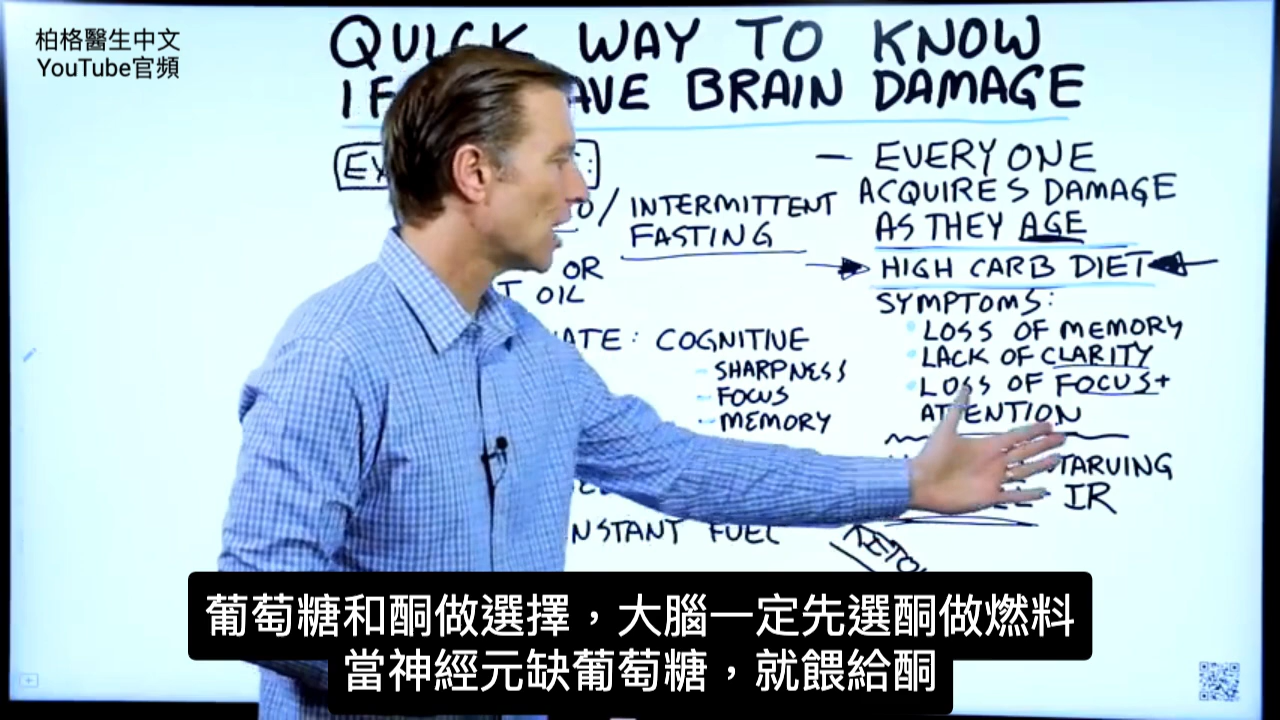 柏格醫生中文
YouTube官頻
QUICK WAY TO KNOW
IF AVE BRAIN DAMAGE
— EVERYONE
ACQUIRES DAMAGE
AS THEY AGE
/ INTERMITTENT
FASTING
HIGH CARB DIET
OR
OIL
SYMPTOMS:
LOSS OF MEMORY
LACK OF CLARITY
LOSS OF FOCUS +
ATTENTION
ATE: COGNITIVE
- SHARPNESS
- FOCUS
- MEMORY
TARVING
IR
NSTANT FUEL
葡萄糖和酮做選擇，大腦一定先選酮做燃料
當神經元缺葡萄糖，就餵給酮